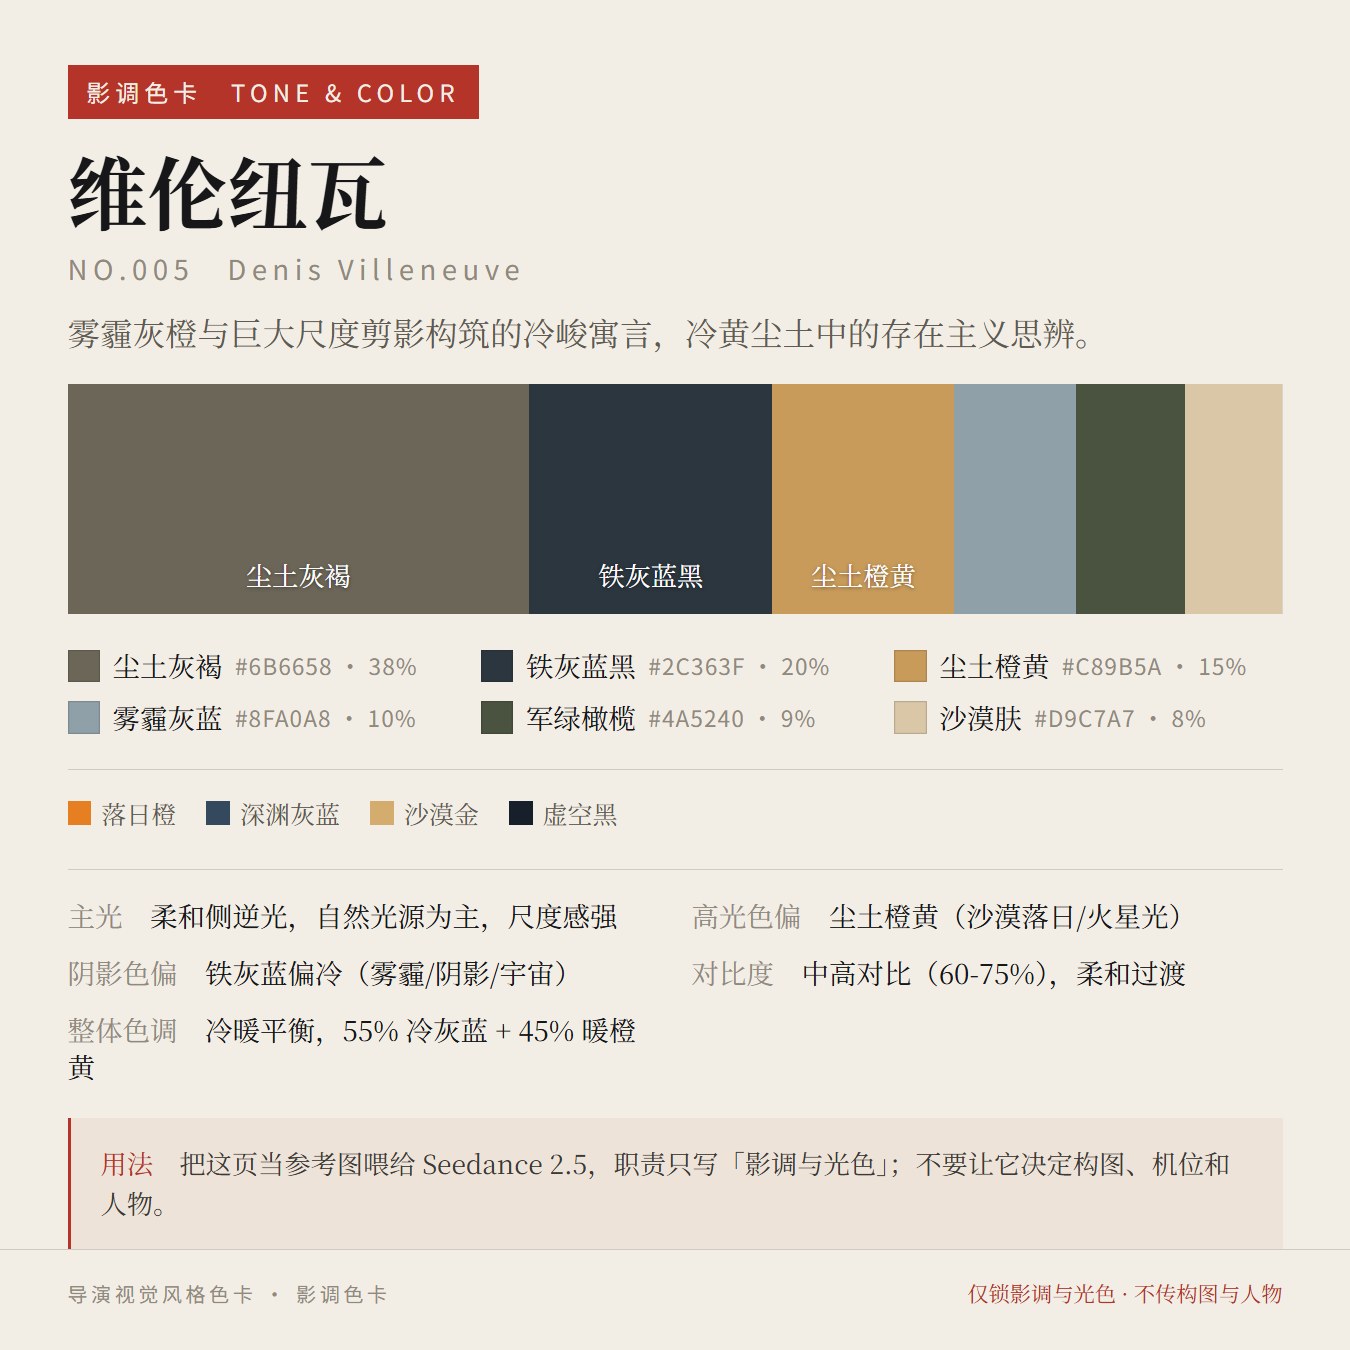 影调色卡 TONE & COLOR
维伦纽瓦
NO.005 Denis Villeneuve
雾霾灰橙与巨大尺度剪影构筑的冷峻寓言，冷黄尘土中的存在主义思辨。
尘土灰褐 铁灰蓝黑 尘土橙黄
尘土灰褐 #6B6658 · 38% 铁灰蓝黑 #2C363F · 20% 尘土橙黄 #C89B5A · 15%
雾霾灰蓝 #8FA0A8 · 10% 军绿橄榄 #4A5240 · 9% 沙漠肤 #D9C7A7 · 8%
落日橙 深渊灰蓝 沙漠金 虚空黑
主光 柔和侧逆光，自然光源为主，尺度感强 高光色偏 尘土橙黄（沙漠落日/火星光）
阴影色偏 铁灰蓝偏冷（雾霾/阴影/宇宙） 对比度 中高对比（60-75%），柔和过渡
整体色调 冷暖平衡，55% 冷灰蓝 + 45% 暖橙
黄
用法 把这页当参考图喂给 Seedance 2.5，职责只写「影调与光色」；不要让它决定构图、机位和
人物。
导演视觉风格色卡 · 影调色卡 仅锁影调与光色 · 不传构图与人物